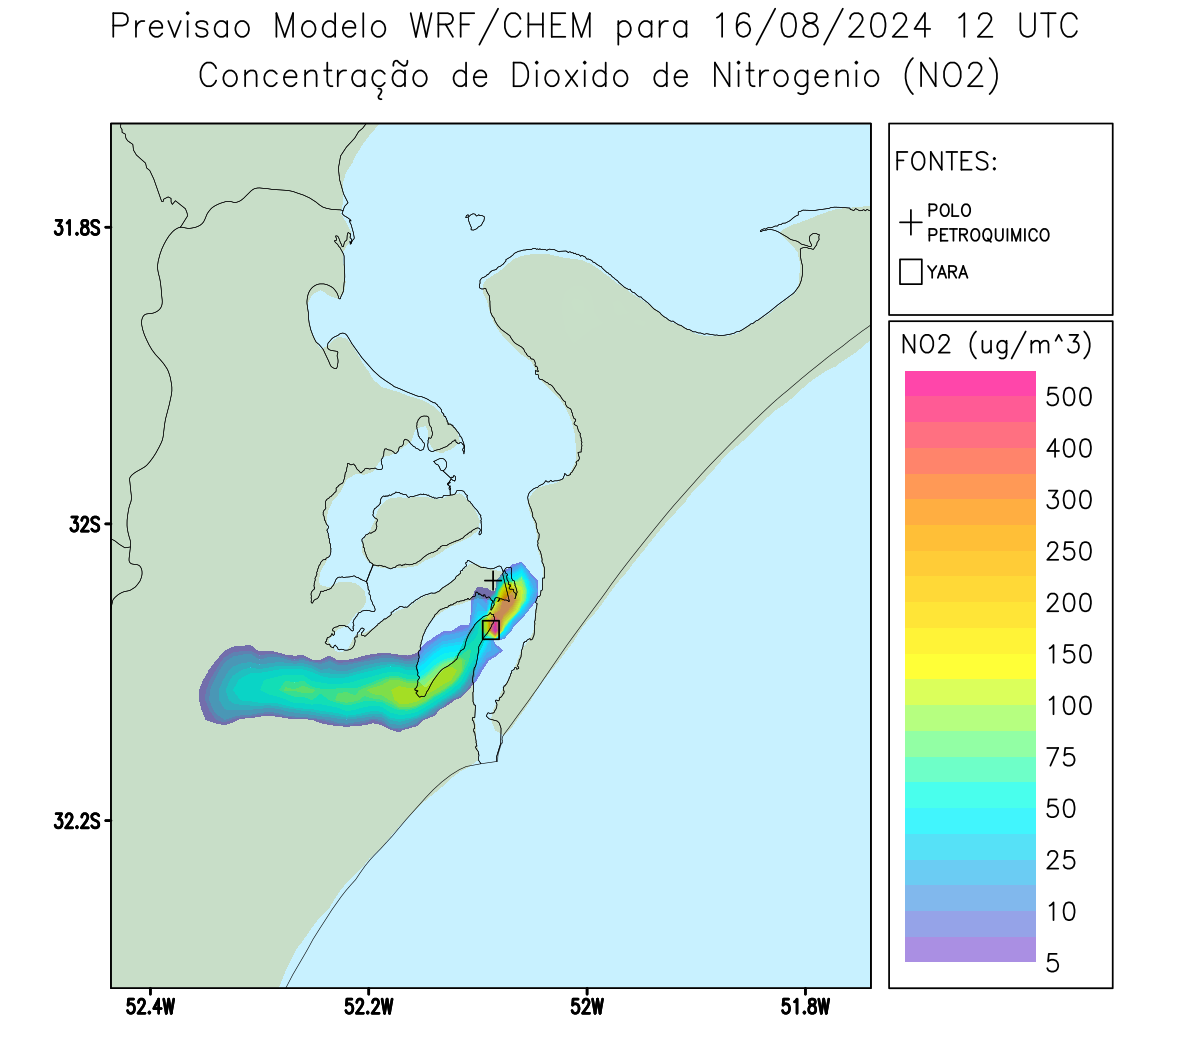 Previsao Modelo WRF/CHEM para 16/08/2024 12 UTC
Concentração de Dioxido de Nitrogenio (NO2)
FONTES:
POLO
PETROQUIMICO
YARA
NO2 (ug/m^3)
500
400
300
250
200
150
100
75
50
25
10
5
31.8S
32S
32.2S
52.4W
52.2W
52W
51.8W